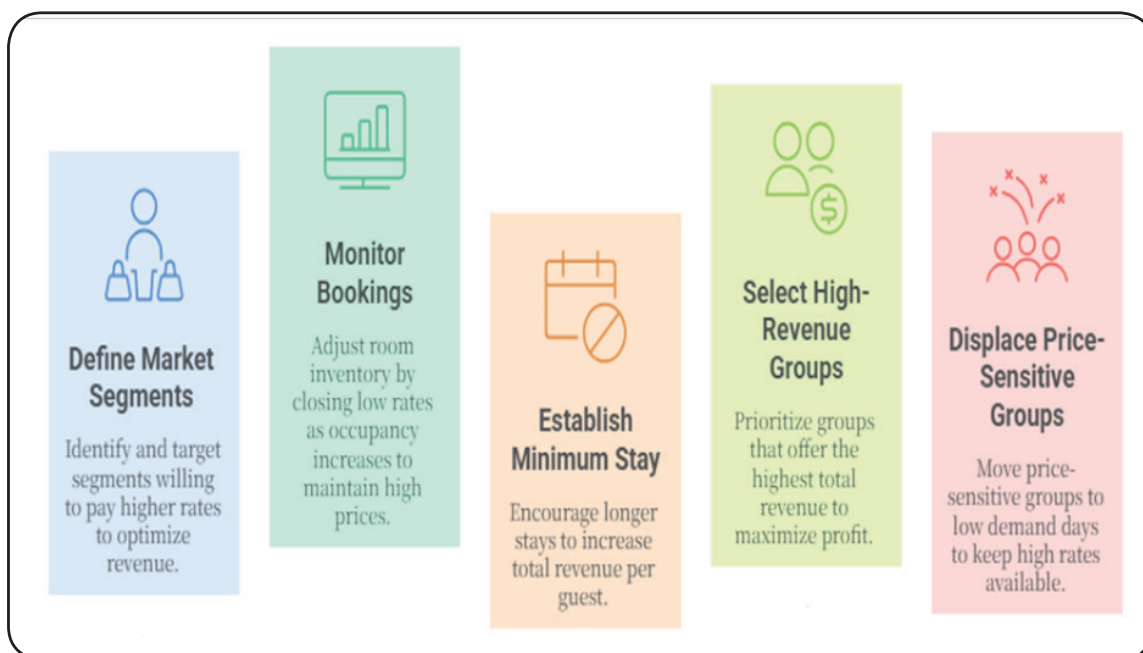 Define Market
Segments
Identify and target
segments willing
to pay higher rates
to optimize
revenue.
Monitor
Bookings
Adjust room
inventory by
closing low rates
as occupancy
increases to
maintain high
prices.
Establish
Minimum Stay
Encourage longer
stays to increase
total revenue per
guest.
$
Select High-
Revenue
Groups
Prioritize groups
that offer the
highest total
revenue to
maximize profit.
Displace Price-
Sensitive
Groups
Move price-
sensitive groups to
low demand days
to keep high rates
available.